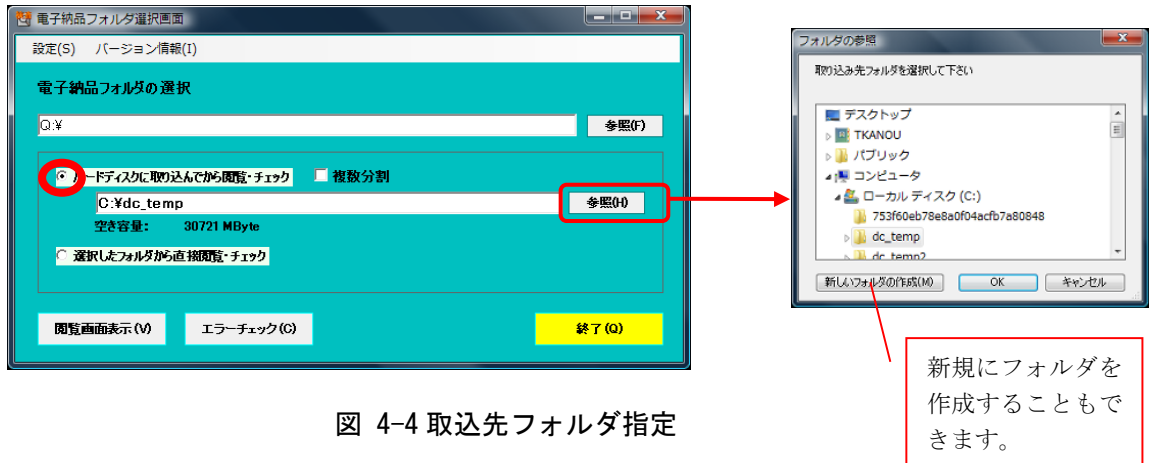 電子納品フォルダ選択画面
設定(S) バージョン情報(I)
電子納品フォルダの選択
Q:¥
参照(F)
ハードディスクに取り込んでから閲覧・チェック
複数分割
C:¥dc_temp
参照(H)
空き容量: 30721 MByte
選択したフォルダから直接閲覧・チェック
閲覧画面表示(V)
エラーチェック(C)
終了(Q)
フォルダの参照
取り込み先フォルダを選択して下さい
デスクトップ
TKANOU
パブリック
コンピュータ
ローカル ディスク (C:)
753f60eb78e8a0f04acfb7a80848
dc_temp
dc_temp2
新しいフォルダの作成(M)
OK
キャンセル
新規にフォルダを
作成することもで
きます。
図 4-4 取込先フォルダ指定